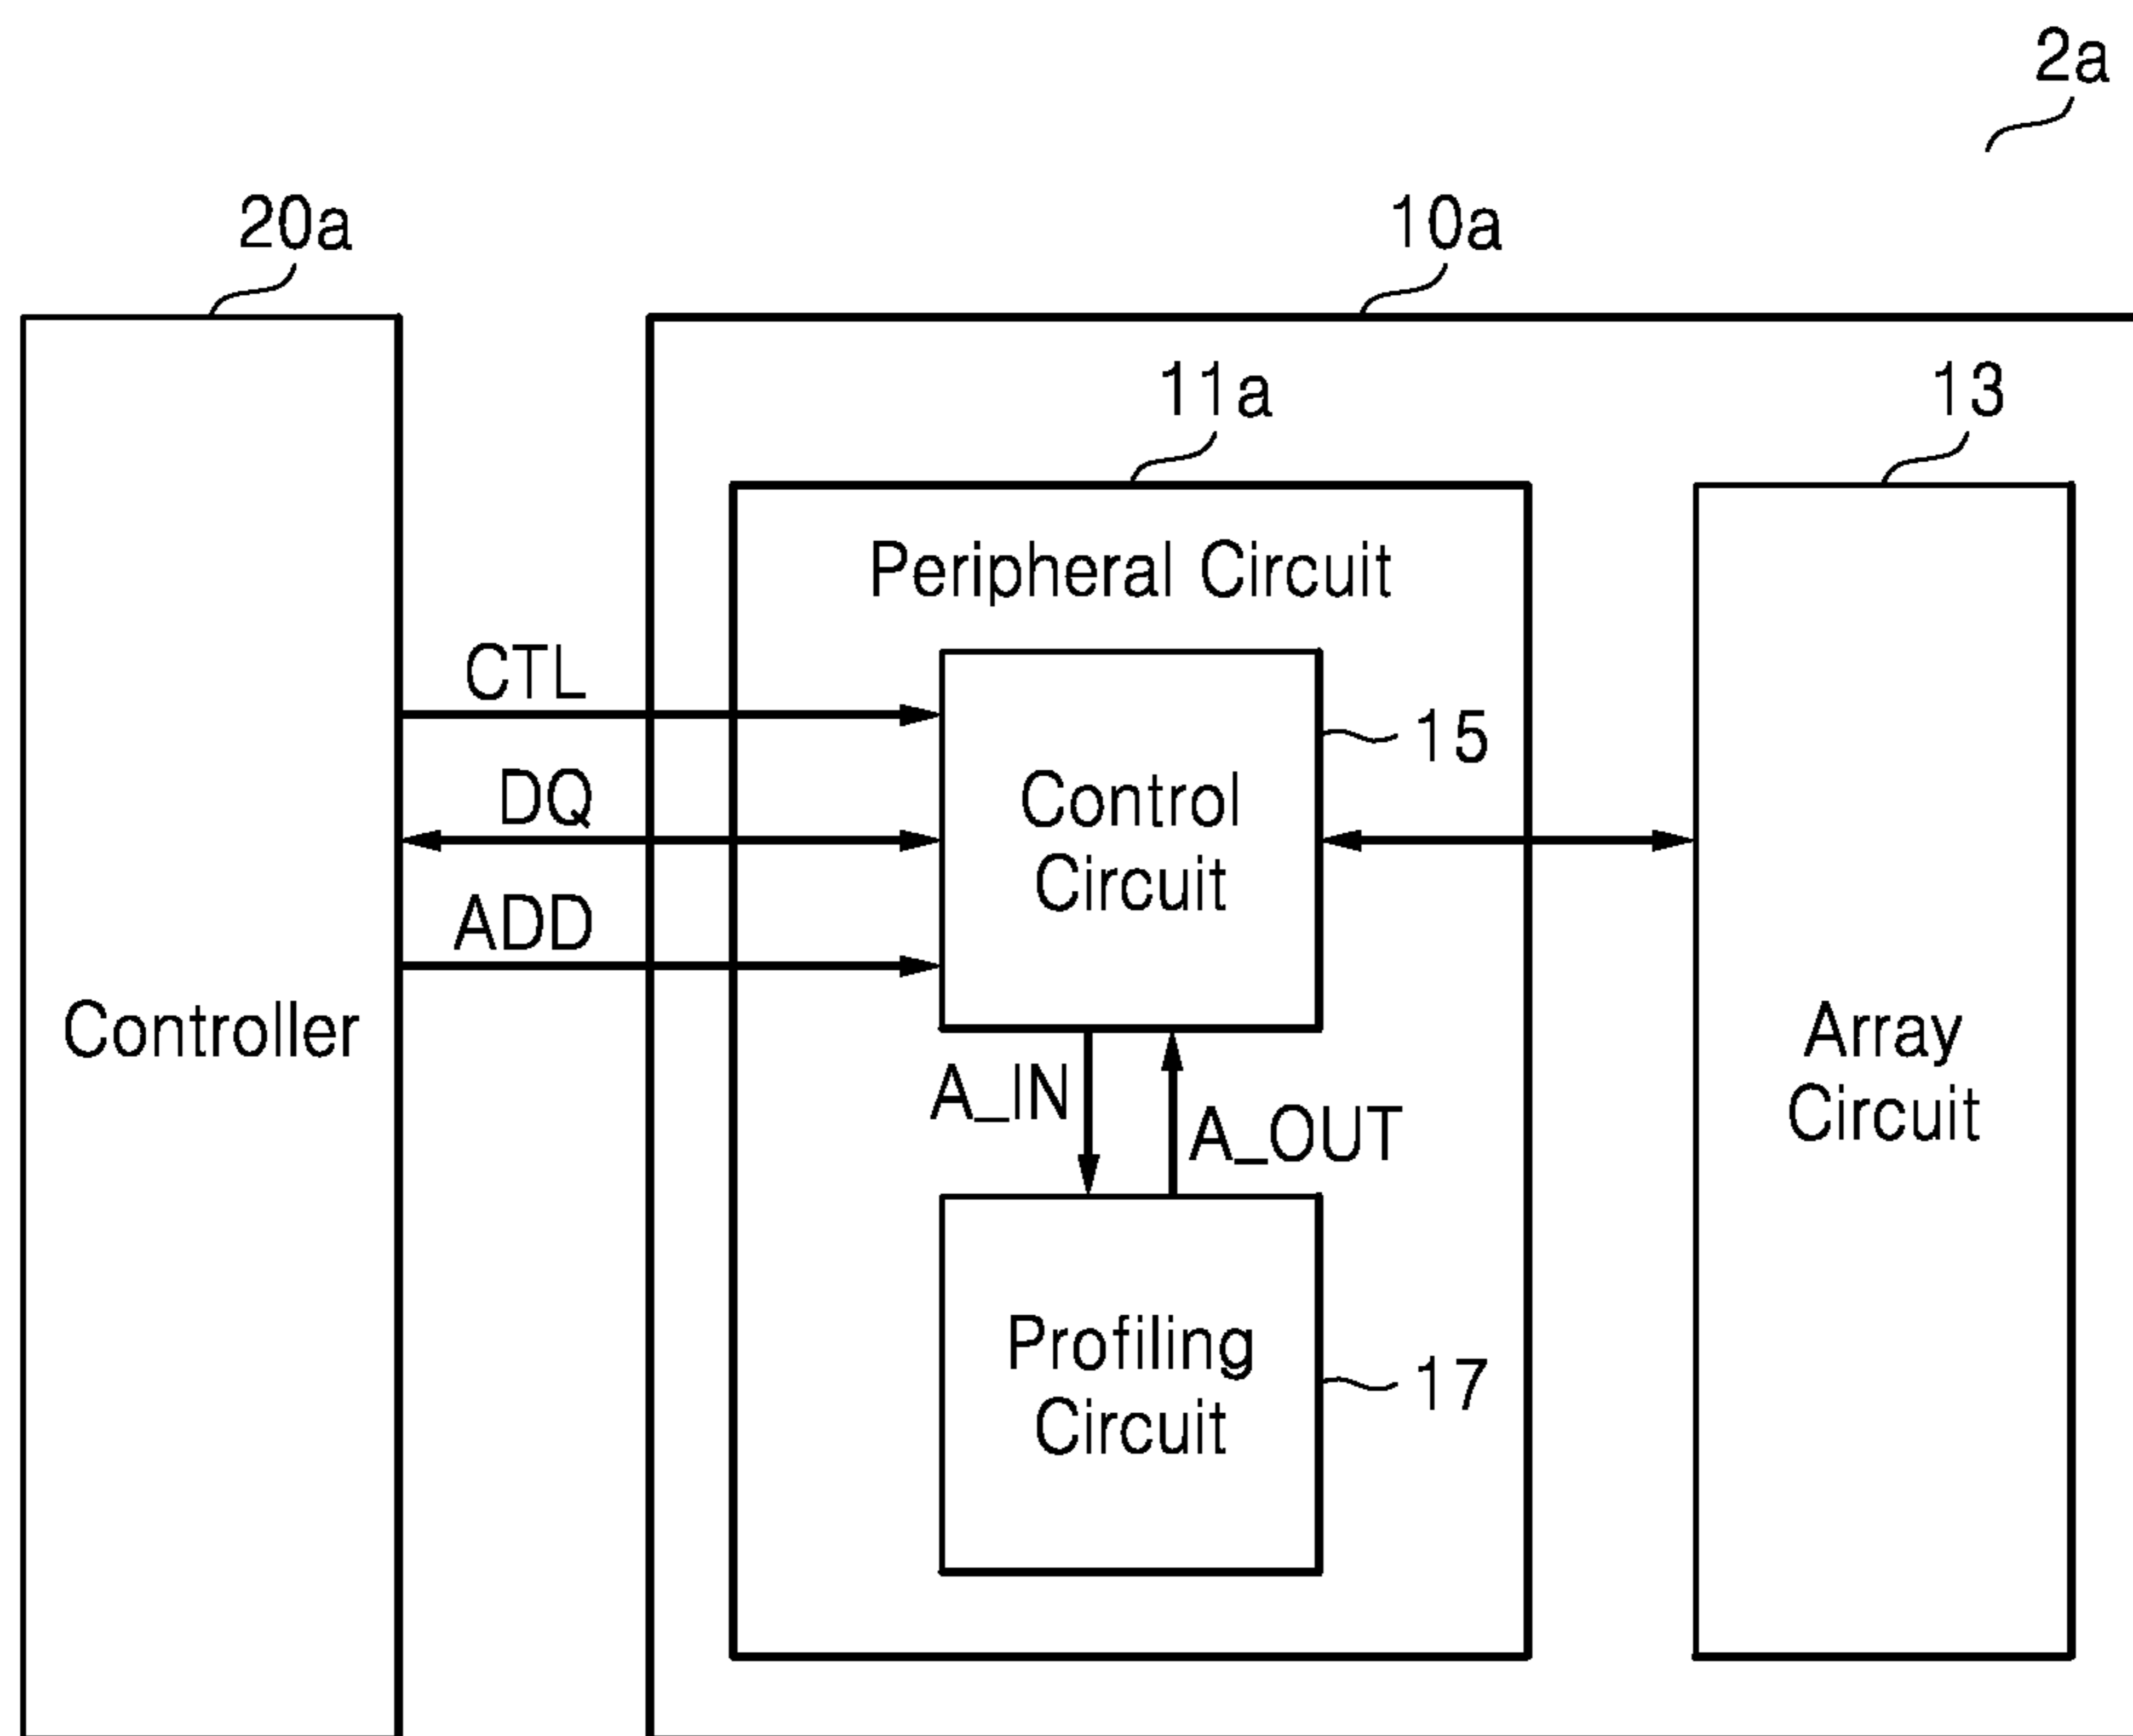 2a
20a
10a
11a
13
Peripheral Circuit
CTL
15
DQ
Control
Circuit
ADD
Controller
Array
Circuit
A_IN
A_OUT
Profiling
Circuit
17